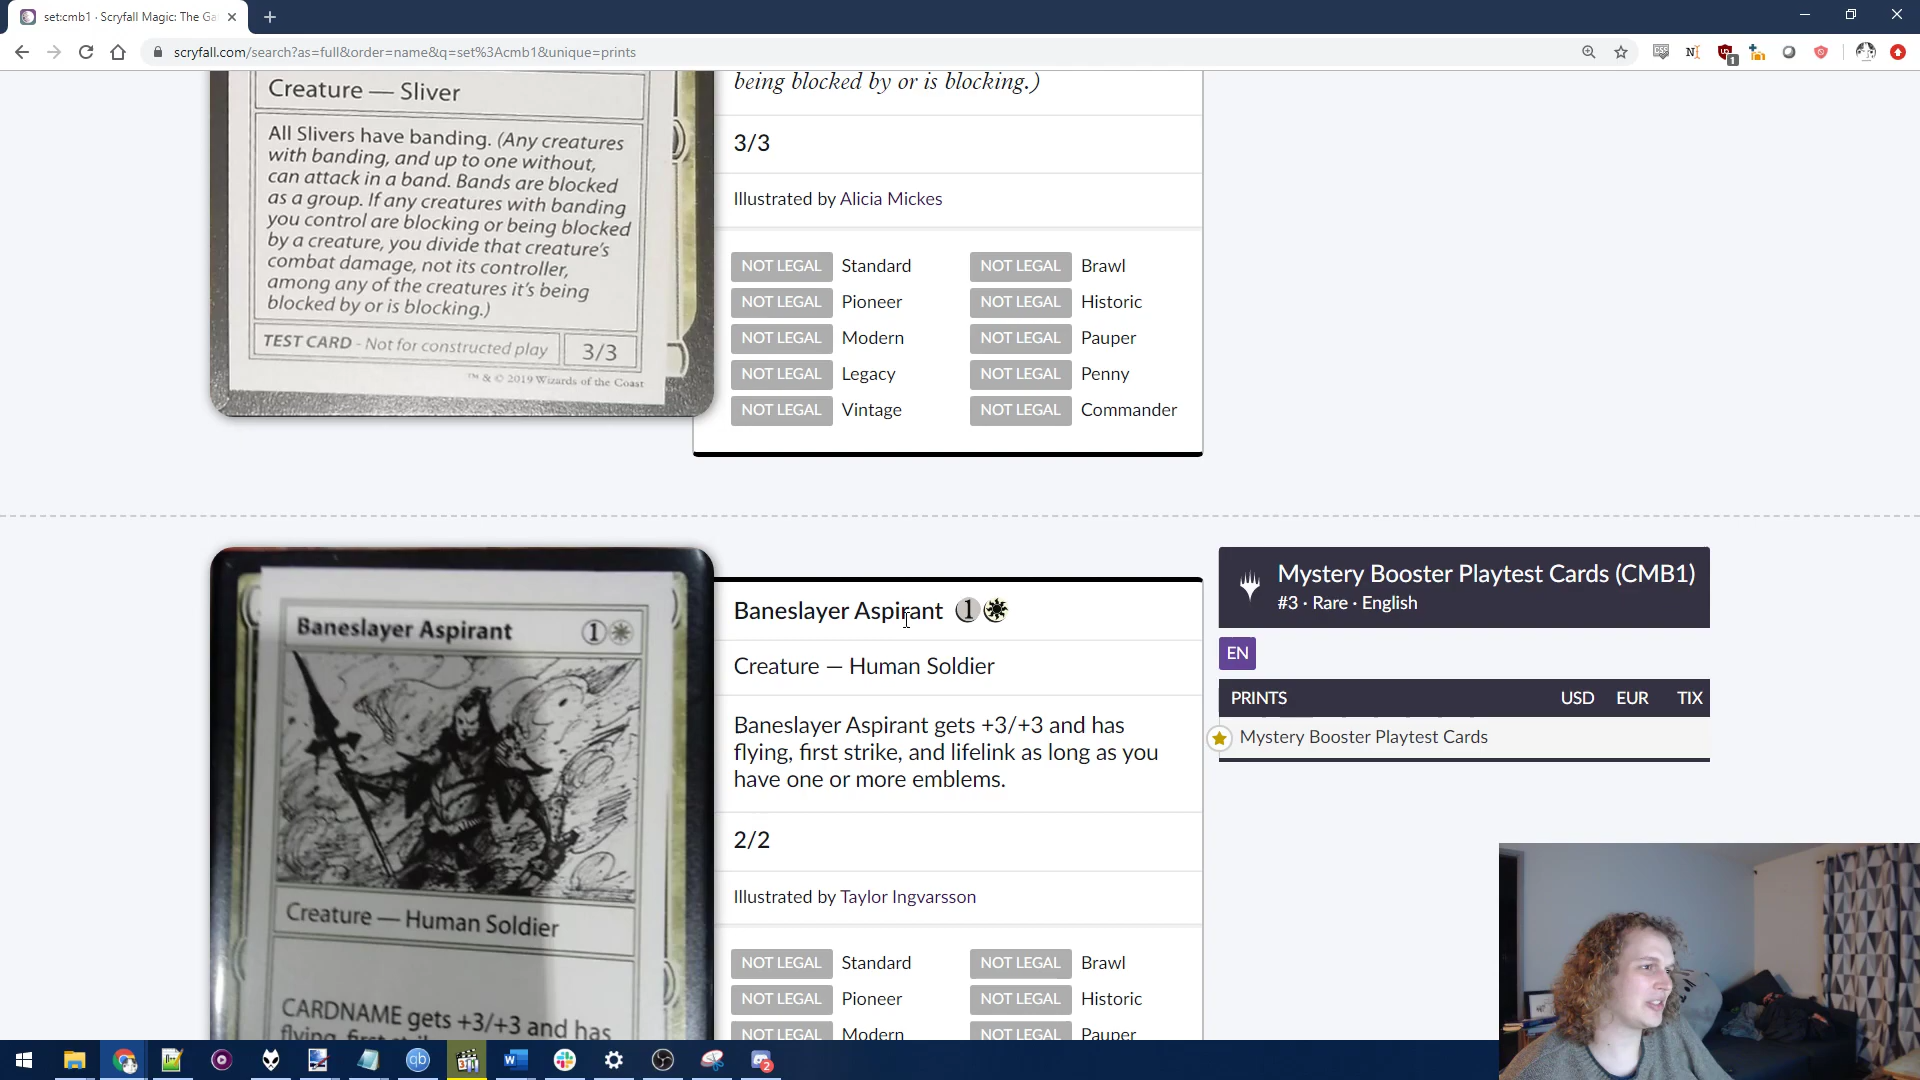 set:cmb1 · Scryfall Magic: The Ga
scryfall.com/search?as=full&order=name&q=set%3Acmb1&unique=prints
Creature — Sliver
All Slivers have banding. (Any creatures
with banding, and up to one without,
can attack in a band. Bands are blocked
as a group. If any creatures with banding
you control are blocking or being blocked
by a creature, you divide that creature's
combat damage, not its controller,
among any of the creatures it's being
blocked by or is blocking.)
TEST CARD - Not for constructed play
3/3
™ & © 2019 Wizards of the Coast
being blocked by or is blocking.)
3/3
Illustrated by Alicia Mickes
NOT LEGAL Standard NOT LEGAL Brawl
NOT LEGAL Pioneer NOT LEGAL Historic
NOT LEGAL Modern NOT LEGAL Pauper
NOT LEGAL Legacy NOT LEGAL Penny
NOT LEGAL Vintage NOT LEGAL Commander
Baneslayer Aspirant 1
Creature — Human Soldier
CARDNAME gets +3/+3 and has
Baneslayer Aspirant 1
Creature — Human Soldier
Baneslayer Aspirant gets +3/+3 and has
flying, first strike, and lifelink as long as you
have one or more emblems.
2/2
Illustrated by Taylor Ingvarsson
NOT LEGAL Standard NOT LEGAL Brawl
NOT LEGAL Pioneer NOT LEGAL Historic
NOT LEGAL Modern NOT LEGAL Pauper
Mystery Booster Playtest Cards (CMB1)
#3 · Rare · English
EN
PRINTS USD EUR TIX
Mystery Booster Playtest Cards